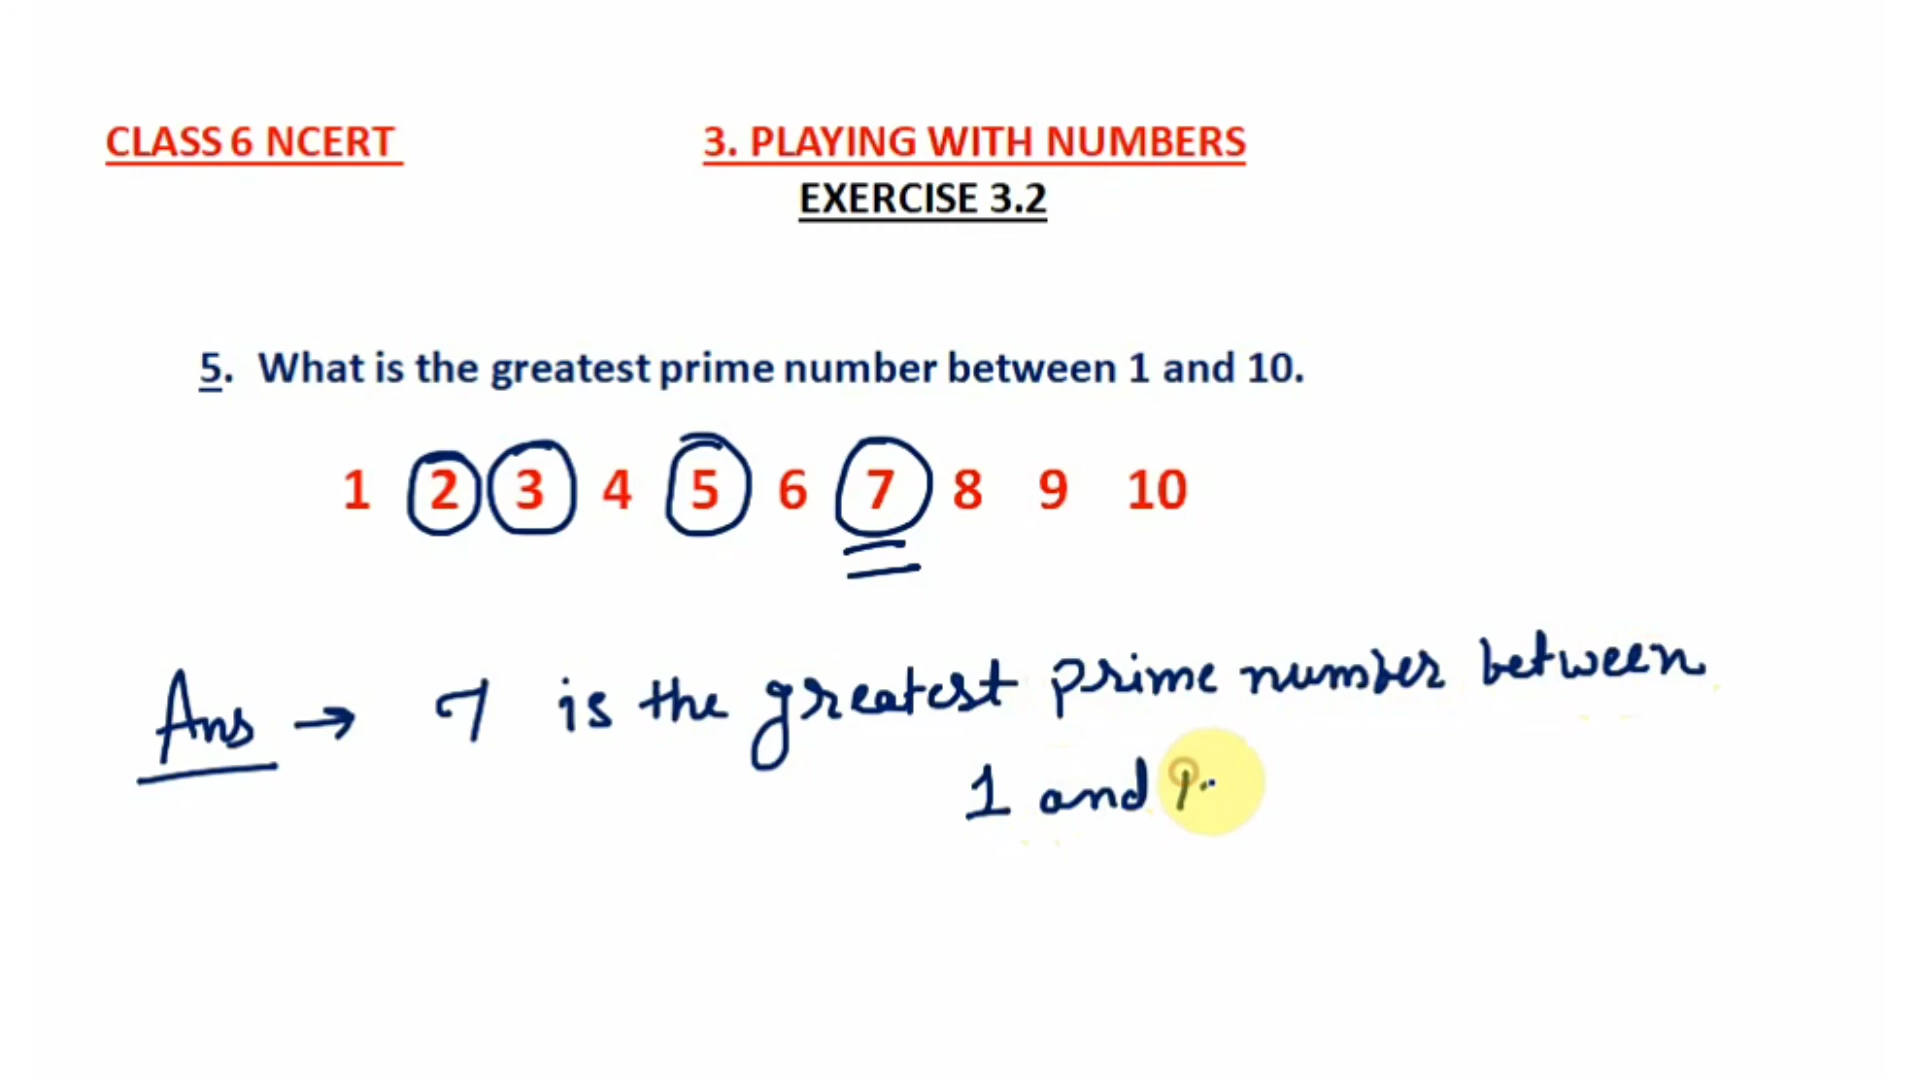 CLASS 6 NCERT
3. PLAYING WITH NUMBERS
EXERCISE 3.2
5. What is the greatest prime number between 1 and 10.
1 2 3 4 5 6 7 8 9 10
Ans → 7 is the greatest prime number between
1 and 1